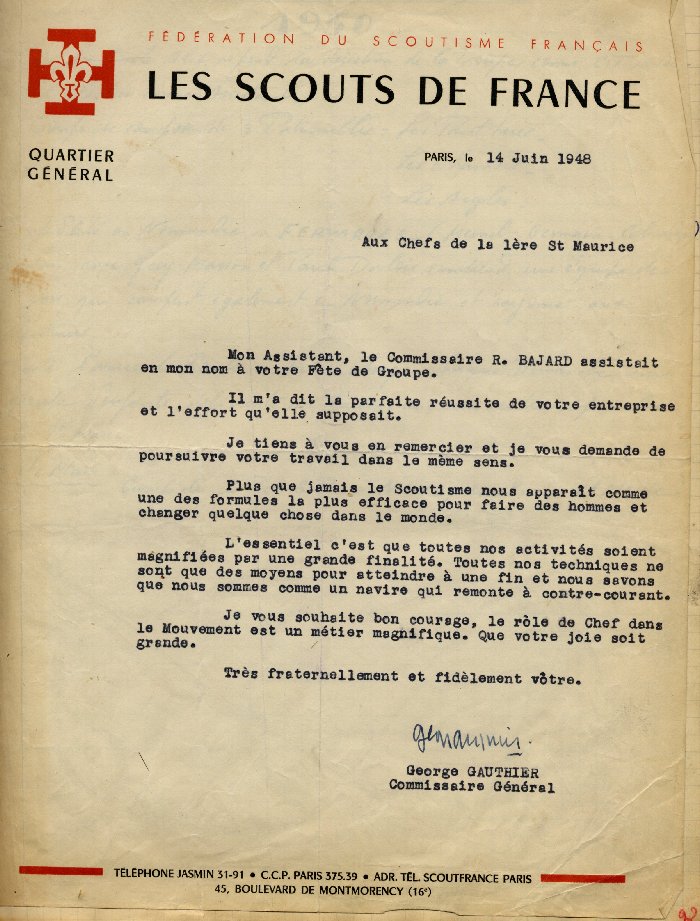 FÉDÉRATION DU SCOUTISME FRANÇAIS
LES SCOUTS DE FRANCE
QUARTIER
GÉNÉRAL
PARIS, le 14 Juin 1948
Aux Chefs de la 1ère St Maurice
Mon Assistant, le Commissaire R. BAJARD assistait
en mon nom à votre Fête de Groupe.
Il m'a dit la parfaite réussite de votre entreprise
et l'effort qu'elle supposait.
Je tiens à vous en remercier et je vous demande de
poursuivre votre travail dans le même sens.
Plus que jamais le Scoutisme nous apparaît comme
une des formules la plus efficace pour faire des hommes et
changer quelque chose dans le monde.
L'essentiel c'est que toutes nos activités soient
magnifiées par une grande finalité. Toutes nos techniques ne
sont que des moyens pour atteindre à une fin et nous savons
que nous sommes comme un navire qui remonte à contre-courant.
Je vous souhaite bon courage, le rôle de Chef dans
le Mouvement est un métier magnifique. Que votre joie soit
grande.
Très fraternellement et fidèlement vôtre.
George GAUTHIER
Commissaire Général
TÉLÉPHONE JASMIN 31-91 • C.C.P. PARIS 375.39 • ADR. TÉL. SCOUTFRANCE PARIS
45, BOULEVARD DE MONTMORENCY (16e)